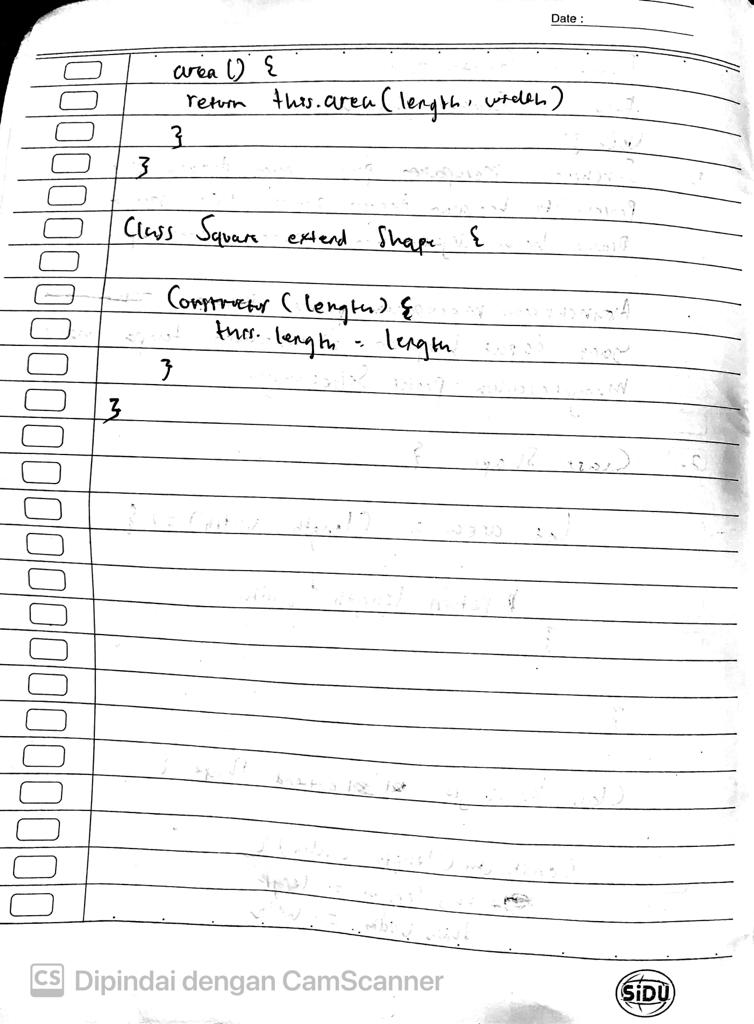 Date :
area () {
return this.area (length, width)
}
}
Class Square extend Shape {
Constructor (length) {
this.length = length
}
}
CS Dipindai dengan CamScanner
SiDU